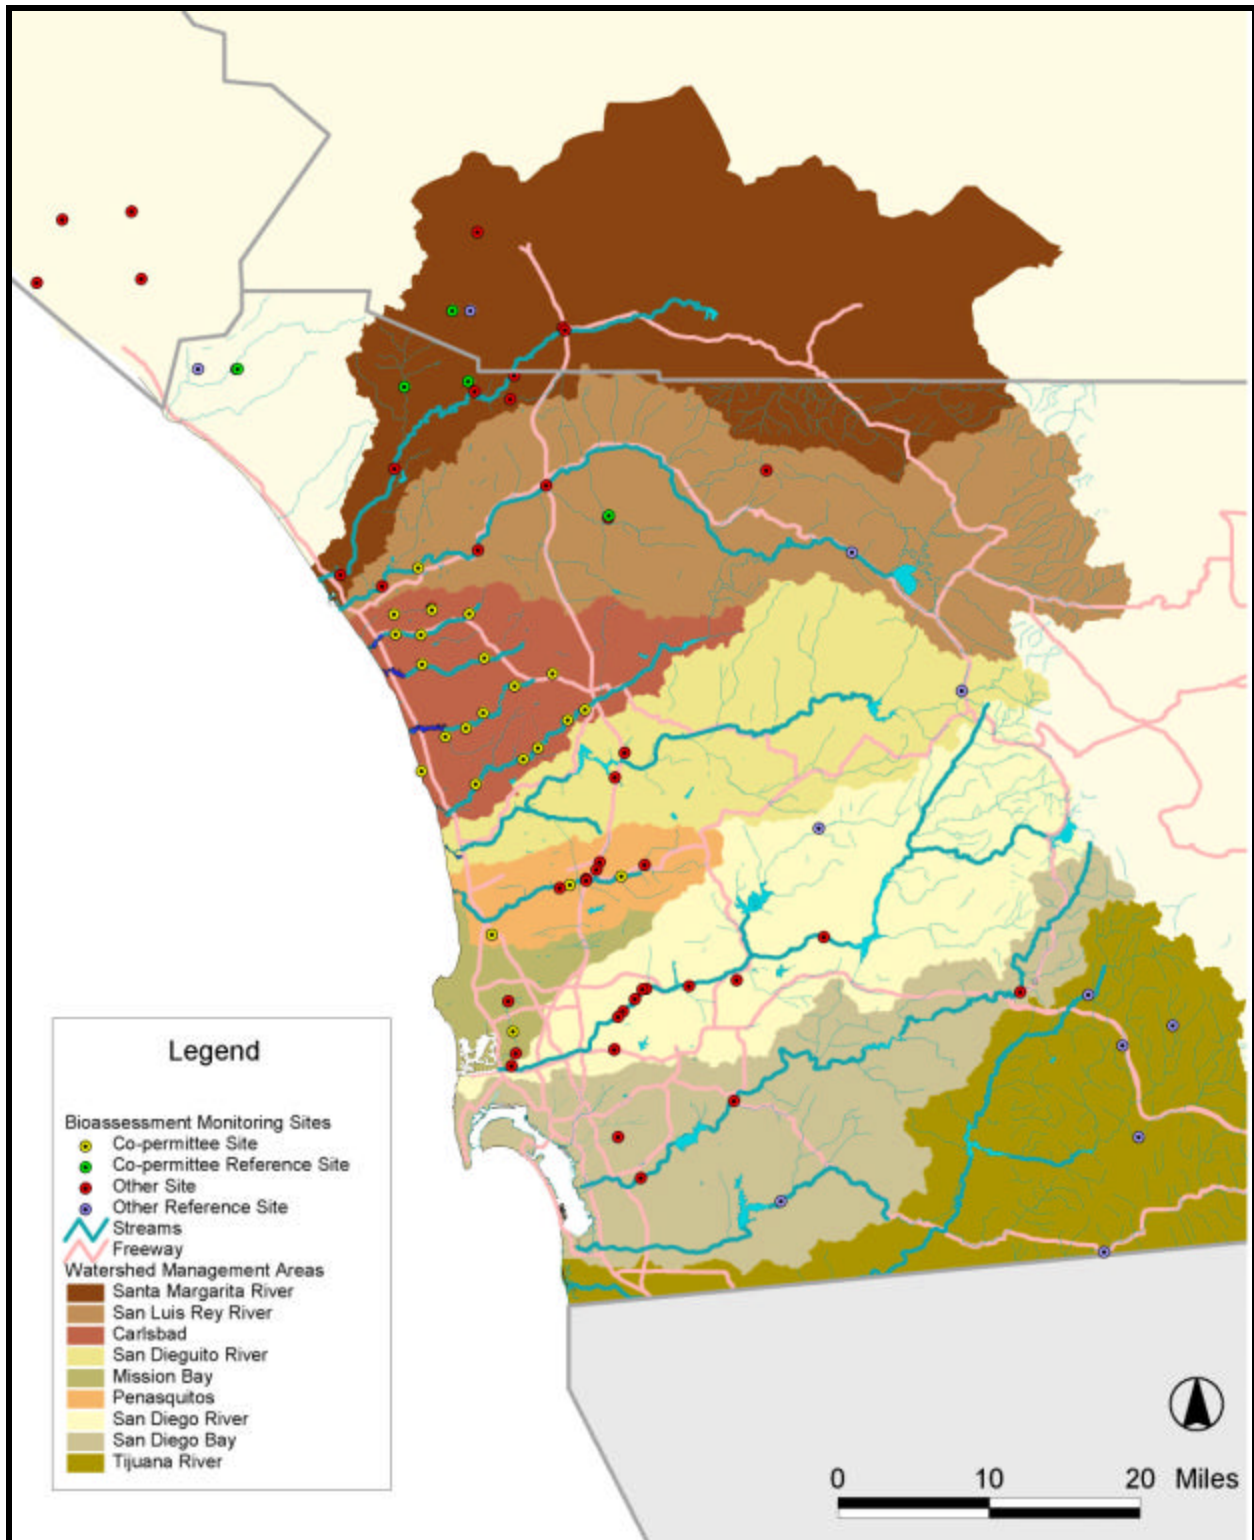 Legend
Bioassessment Monitoring Sites
Co-permittee Site
Co-permittee Reference Site
Other Site
Other Reference Site
Streams
Freeway
Watershed Management Areas
Santa Margarita River
San Luis Rey River
Carlsbad
San Dieguito River
Mission Bay
Penasquitos
San Diego River
San Diego Bay
Tijuana River
0 10 20 Miles